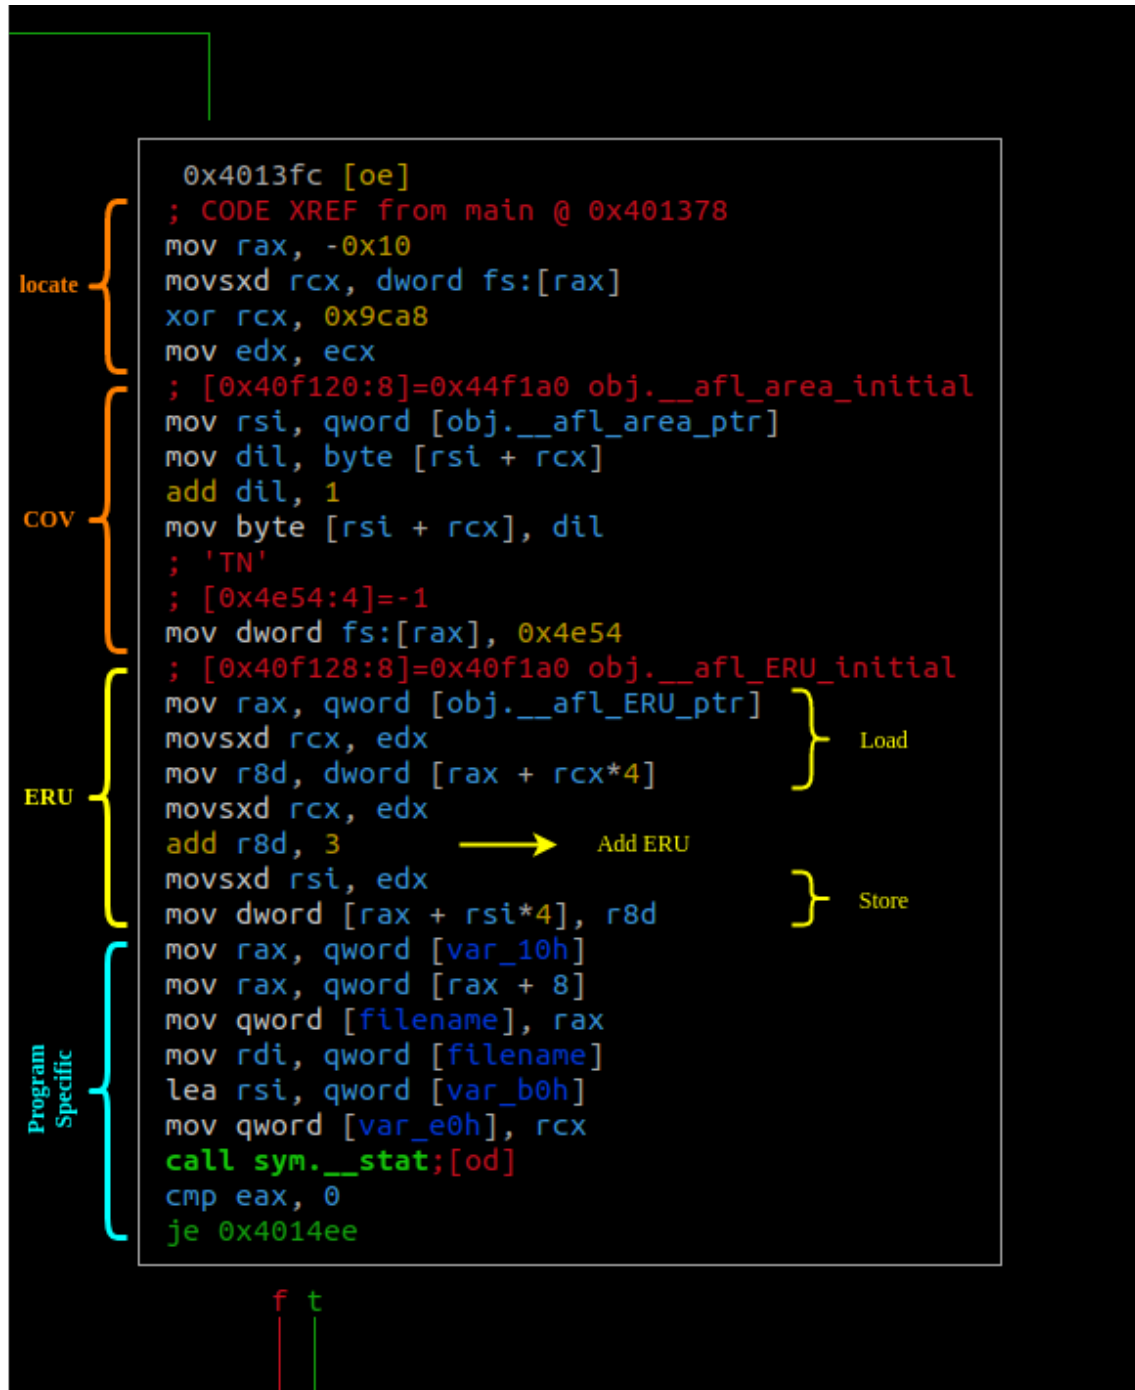 0x4013fc [oe]
; CODE XREF from main @ 0x401378
mov rax, -0x10
locate
movsxd rcx, dword fs:[rax]
xor rcx, 0x9ca8
mov edx, ecx
; [0x40f120:8]=0x44f1a0 obj.__afl_area_initial
mov rsi, qword [obj.__afl_area_ptr]
mov dil, byte [rsi + rcx]
add dil, 1
COV
mov byte [rsi + rcx], dil
; 'TN'
; [0x4e54:4]=-1
mov dword fs:[rax], 0x4e54
; [0x40f128:8]=0x40f1a0 obj.__afl_ERU_initial
mov rax, qword [obj.__afl_ERU_ptr]
movsxd rcx, edx
Load
mov r8d, dword [rax + rcx*4]
ERU
movsxd rcx, edx
add r8d, 3
Add ERU
movsxd rsi, edx
Store
mov dword [rax + rsi*4], r8d
mov rax, qword [var_10h]
mov rax, qword [rax + 8]
mov qword [filename], rax
mov rdi, qword [filename]
Program
Specific
lea rsi, qword [var_b0h]
mov qword [var_e0h], rcx
call sym.__stat;[od]
cmp eax, 0
je 0x4014ee
f t